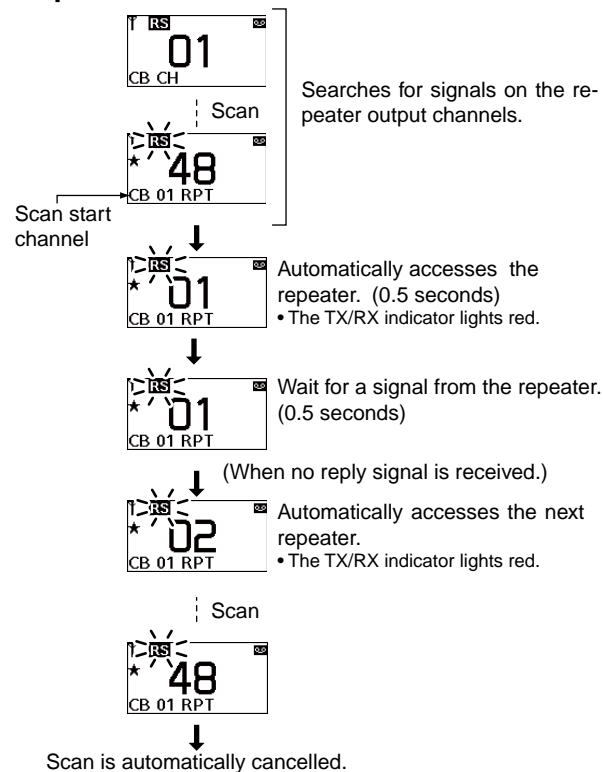 RS
01
CB CH
Searches for signals on the re-
peater output channels.
Scan
RS
★ 48
CB 01 RPT
Scan start
channel
RS
★ 01
CB 01 RPT
Automatically accesses the
repeater. (0.5 seconds)
• The TX/RX indicator lights red.
RS
★ 01
CB 01 RPT
Wait for a signal from the repeater.
(0.5 seconds)
(When no reply signal is received.)
RS
★ 02
CB 01 RPT
Automatically accesses the next
repeater.
• The TX/RX indicator lights red.
Scan
RS
★ 48
CB 01 RPT
Scan is automatically cancelled.